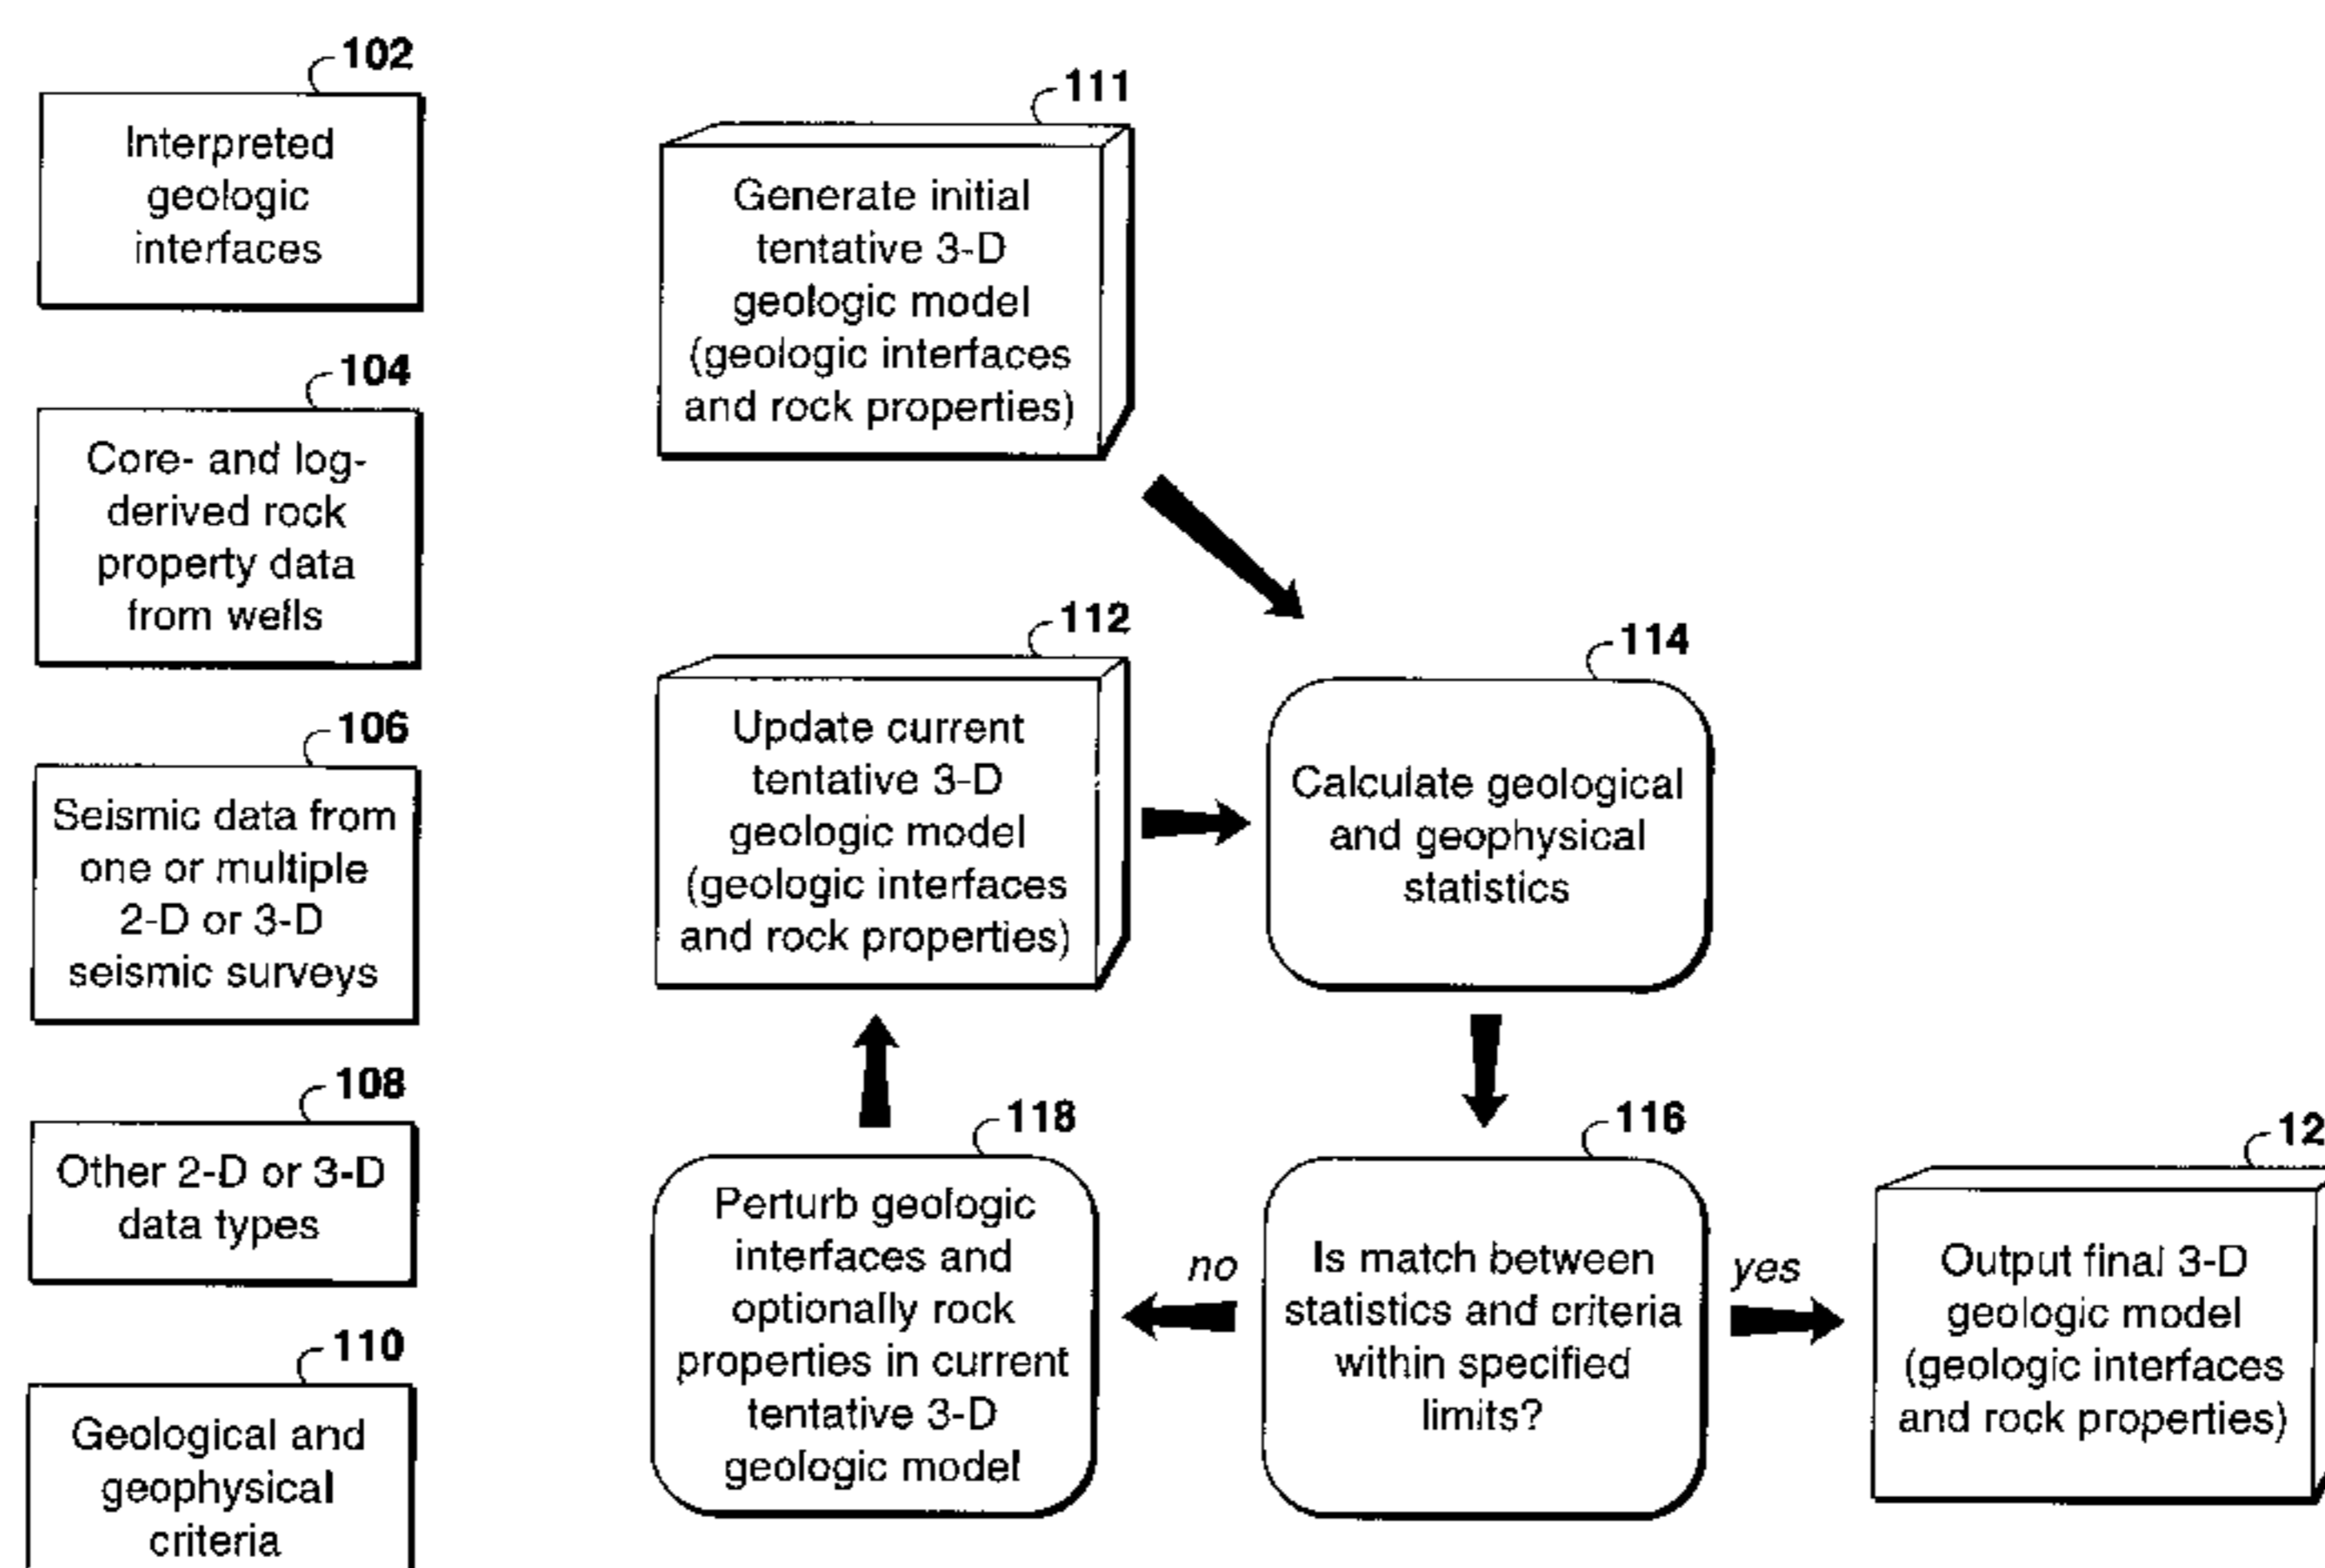 102
Interpreted
geologic
interfaces
104
Core- and log-
derived rock
property data
from wells
106
Seismic data from
one or multiple
2-D or 3-D
seismic surveys
108
Other 2-D or 3-D
data types
110
Geological and
geophysical
criteria
111
Generate initial
tentative 3-D
geologic model
(geologic interfaces
and rock properties)
112
Update current
tentative 3-D
geologic model
(geologic interfaces
and rock properties)
114
Calculate geological
and geophysical
statistics
118
Perturb geologic
interfaces and
optionally rock
properties in current
tentative 3-D
geologic model
no
116
Is match between
statistics and criteria
within specified
limits?
yes
12
Output final 3-D
geologic model
(geologic interfaces
and rock properties)